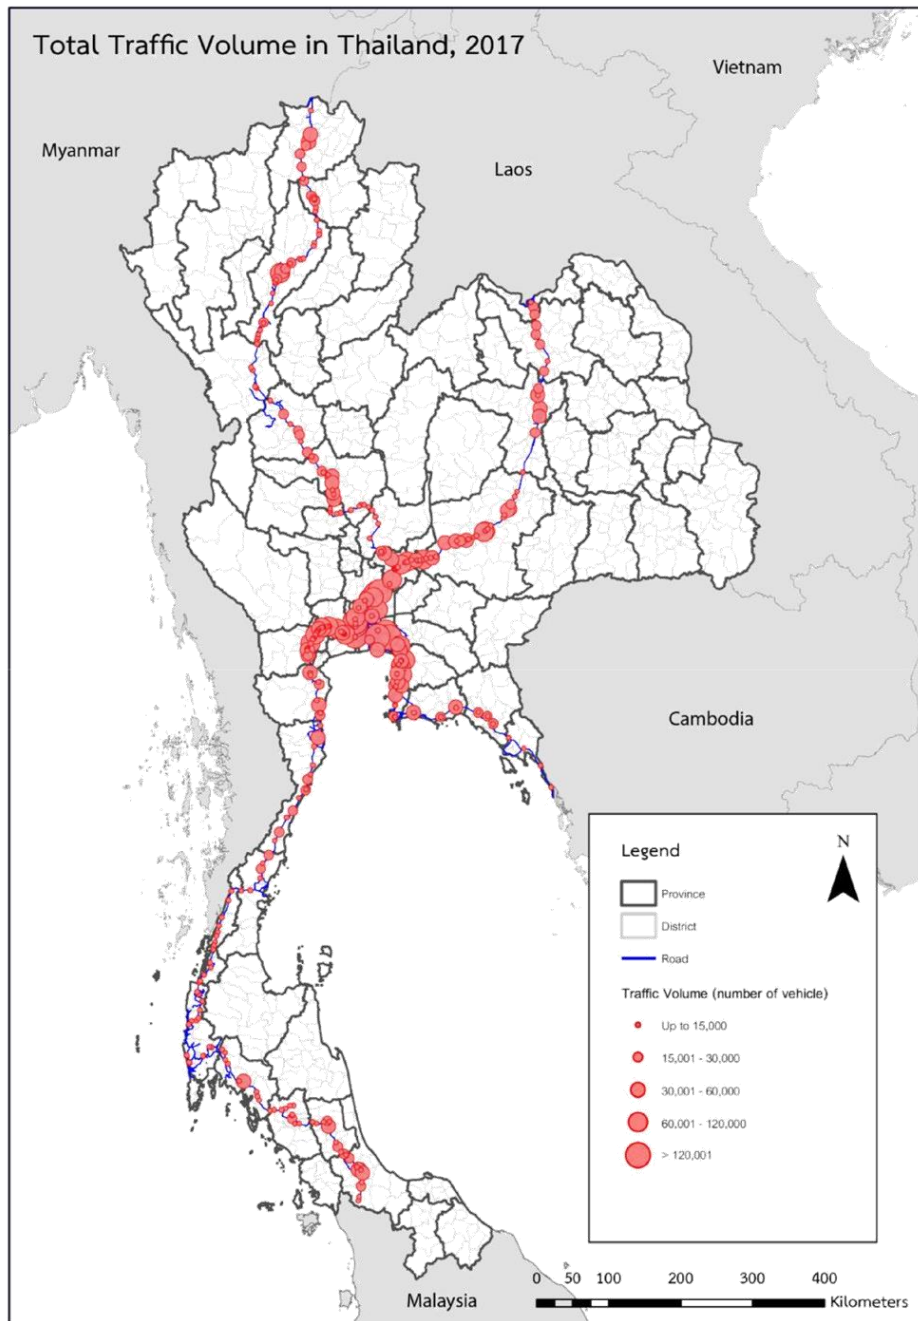 Total Traffic Volume in Thailand, 2017
Vietnam
Myanmar
Laos
Cambodia
N
Legend
Province
District
Road
Traffic Volume (number of vehicle)
Up to 15,000
15,001 - 30,000
30,001 - 60,000
60,001 - 120,000
> 120,001
0 50 100 200 300 400
Kilometers
Malaysia